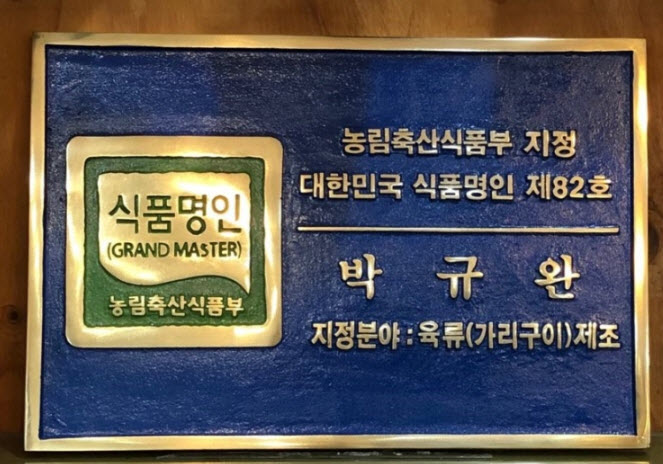 식품명인
(GRAND MASTER)
농림축산식품부
농림축산식품부 지정
대한민국 식품명인 제82호
박 규 완
지정분야 : 육류(가리구이)제조